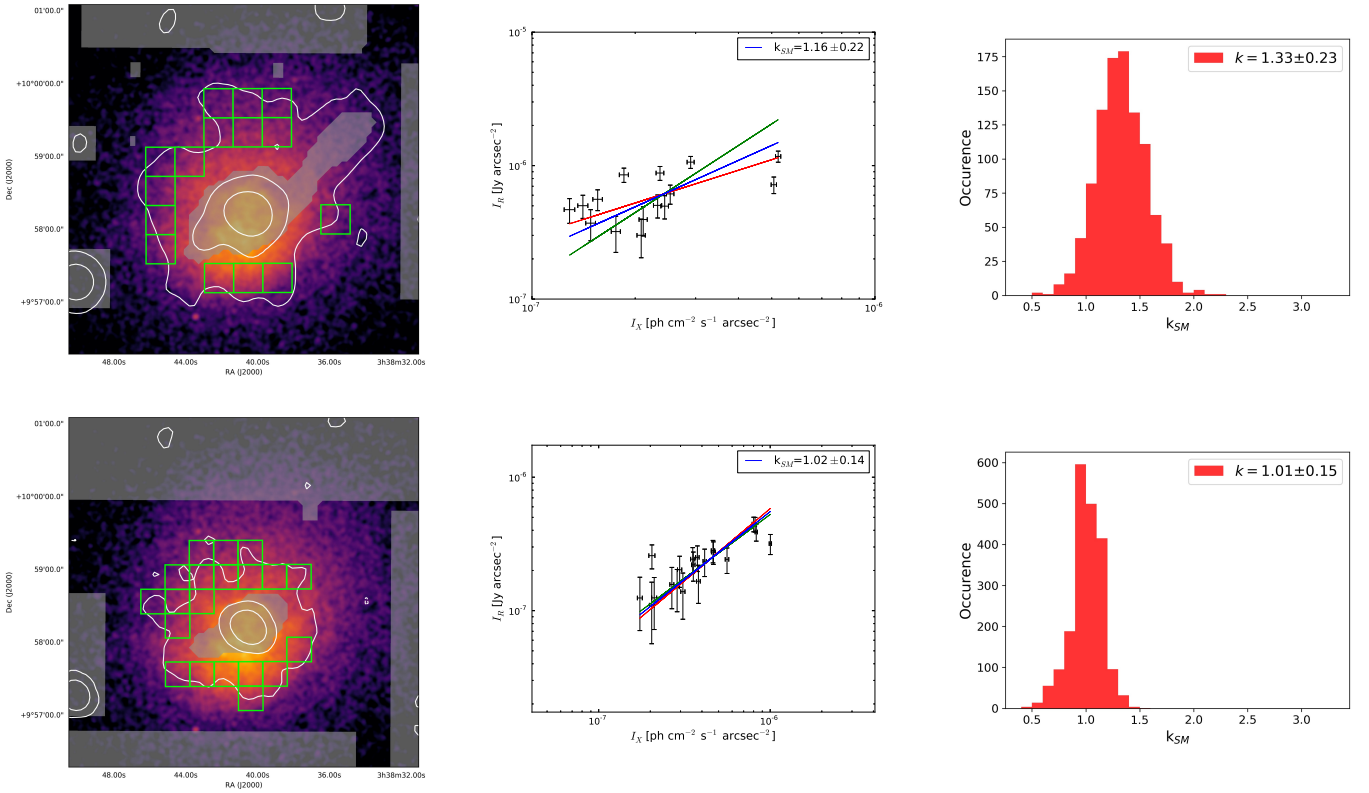 01'00.0"
+10°00'00.0"
59'00.0"
58'00.0"
+9°57'00.0"
Dec (J2000)
48.00s 44.00s 40.00s 36.00s 3h38m32.00s
RA (J2000)
10⁻⁵
10⁻⁶
10⁻⁷
I_R [Jy arcsec⁻²]
k_SM=1.16±0.22
10⁻⁷ 10⁻⁶
I_X [ph cm⁻² s⁻¹ arcsec⁻²]
175
150
125
100
75
50
25
0
Occurence
k = 1.33±0.23
0.5 1.0 1.5 2.0 2.5 3.0
k_SM
01'00.0"
+10°00'00.0"
59'00.0"
58'00.0"
+9°57'00.0"
Dec (J2000)
48.00s 44.00s 40.00s 36.00s 3h38m32.00s
RA (J2000)
10⁻⁶
10⁻⁷
I_R [Jy arcsec⁻²]
k_SM=1.02±0.14
10⁻⁷ 10⁻⁶
I_X [ph cm⁻² s⁻¹ arcsec⁻²]
600
500
400
300
200
100
0
Occurence
k = 1.01±0.15
0.5 1.0 1.5 2.0 2.5 3.0
k_SM